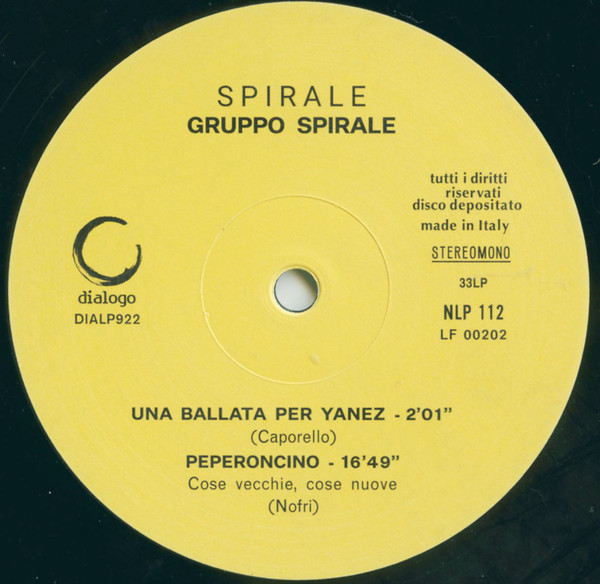 SPIRALE
GRUPPO SPIRALE
tutti i diritti
riservati
disco depositato
made in Italy
STEREOMONO
33LP
NLP 112
LF 00202
dialogo
DIALP922
UNA BALLATA PER YANEZ - 2'01"
(Caporello)
PEPERONCINO - 16'49"
Cose vecchie, cose nuove
(Nofri)